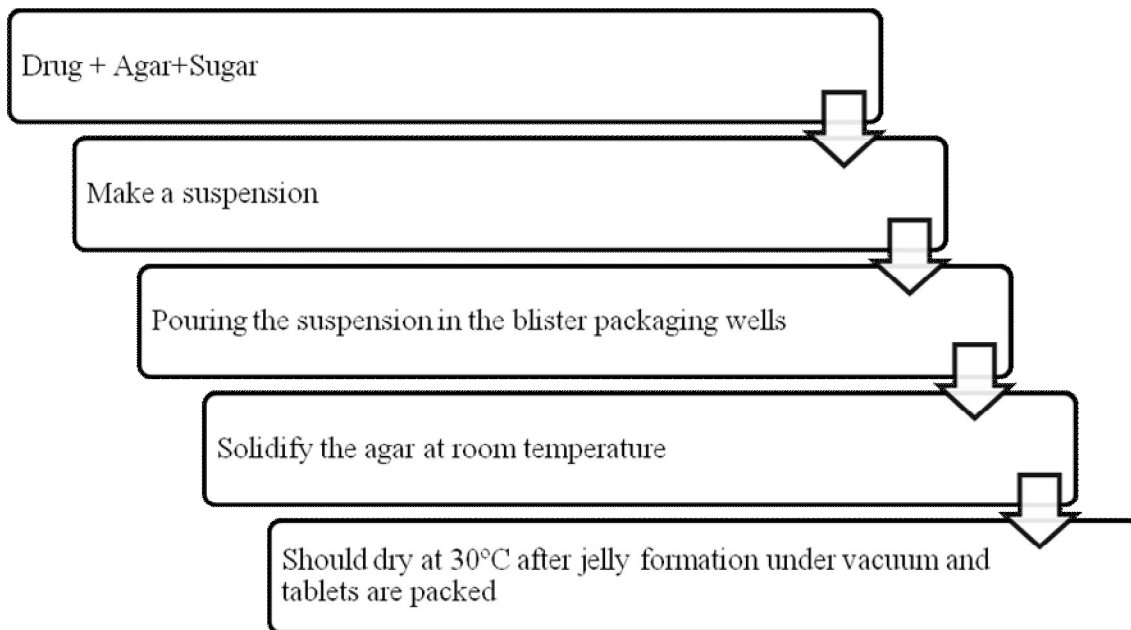 Drug + Agar+Sugar
Make a suspension
Pouring the suspension in the blister packaging wells
Solidify the agar at room temperature
Should dry at 30°C after jelly formation under vacuum and
tablets are packed